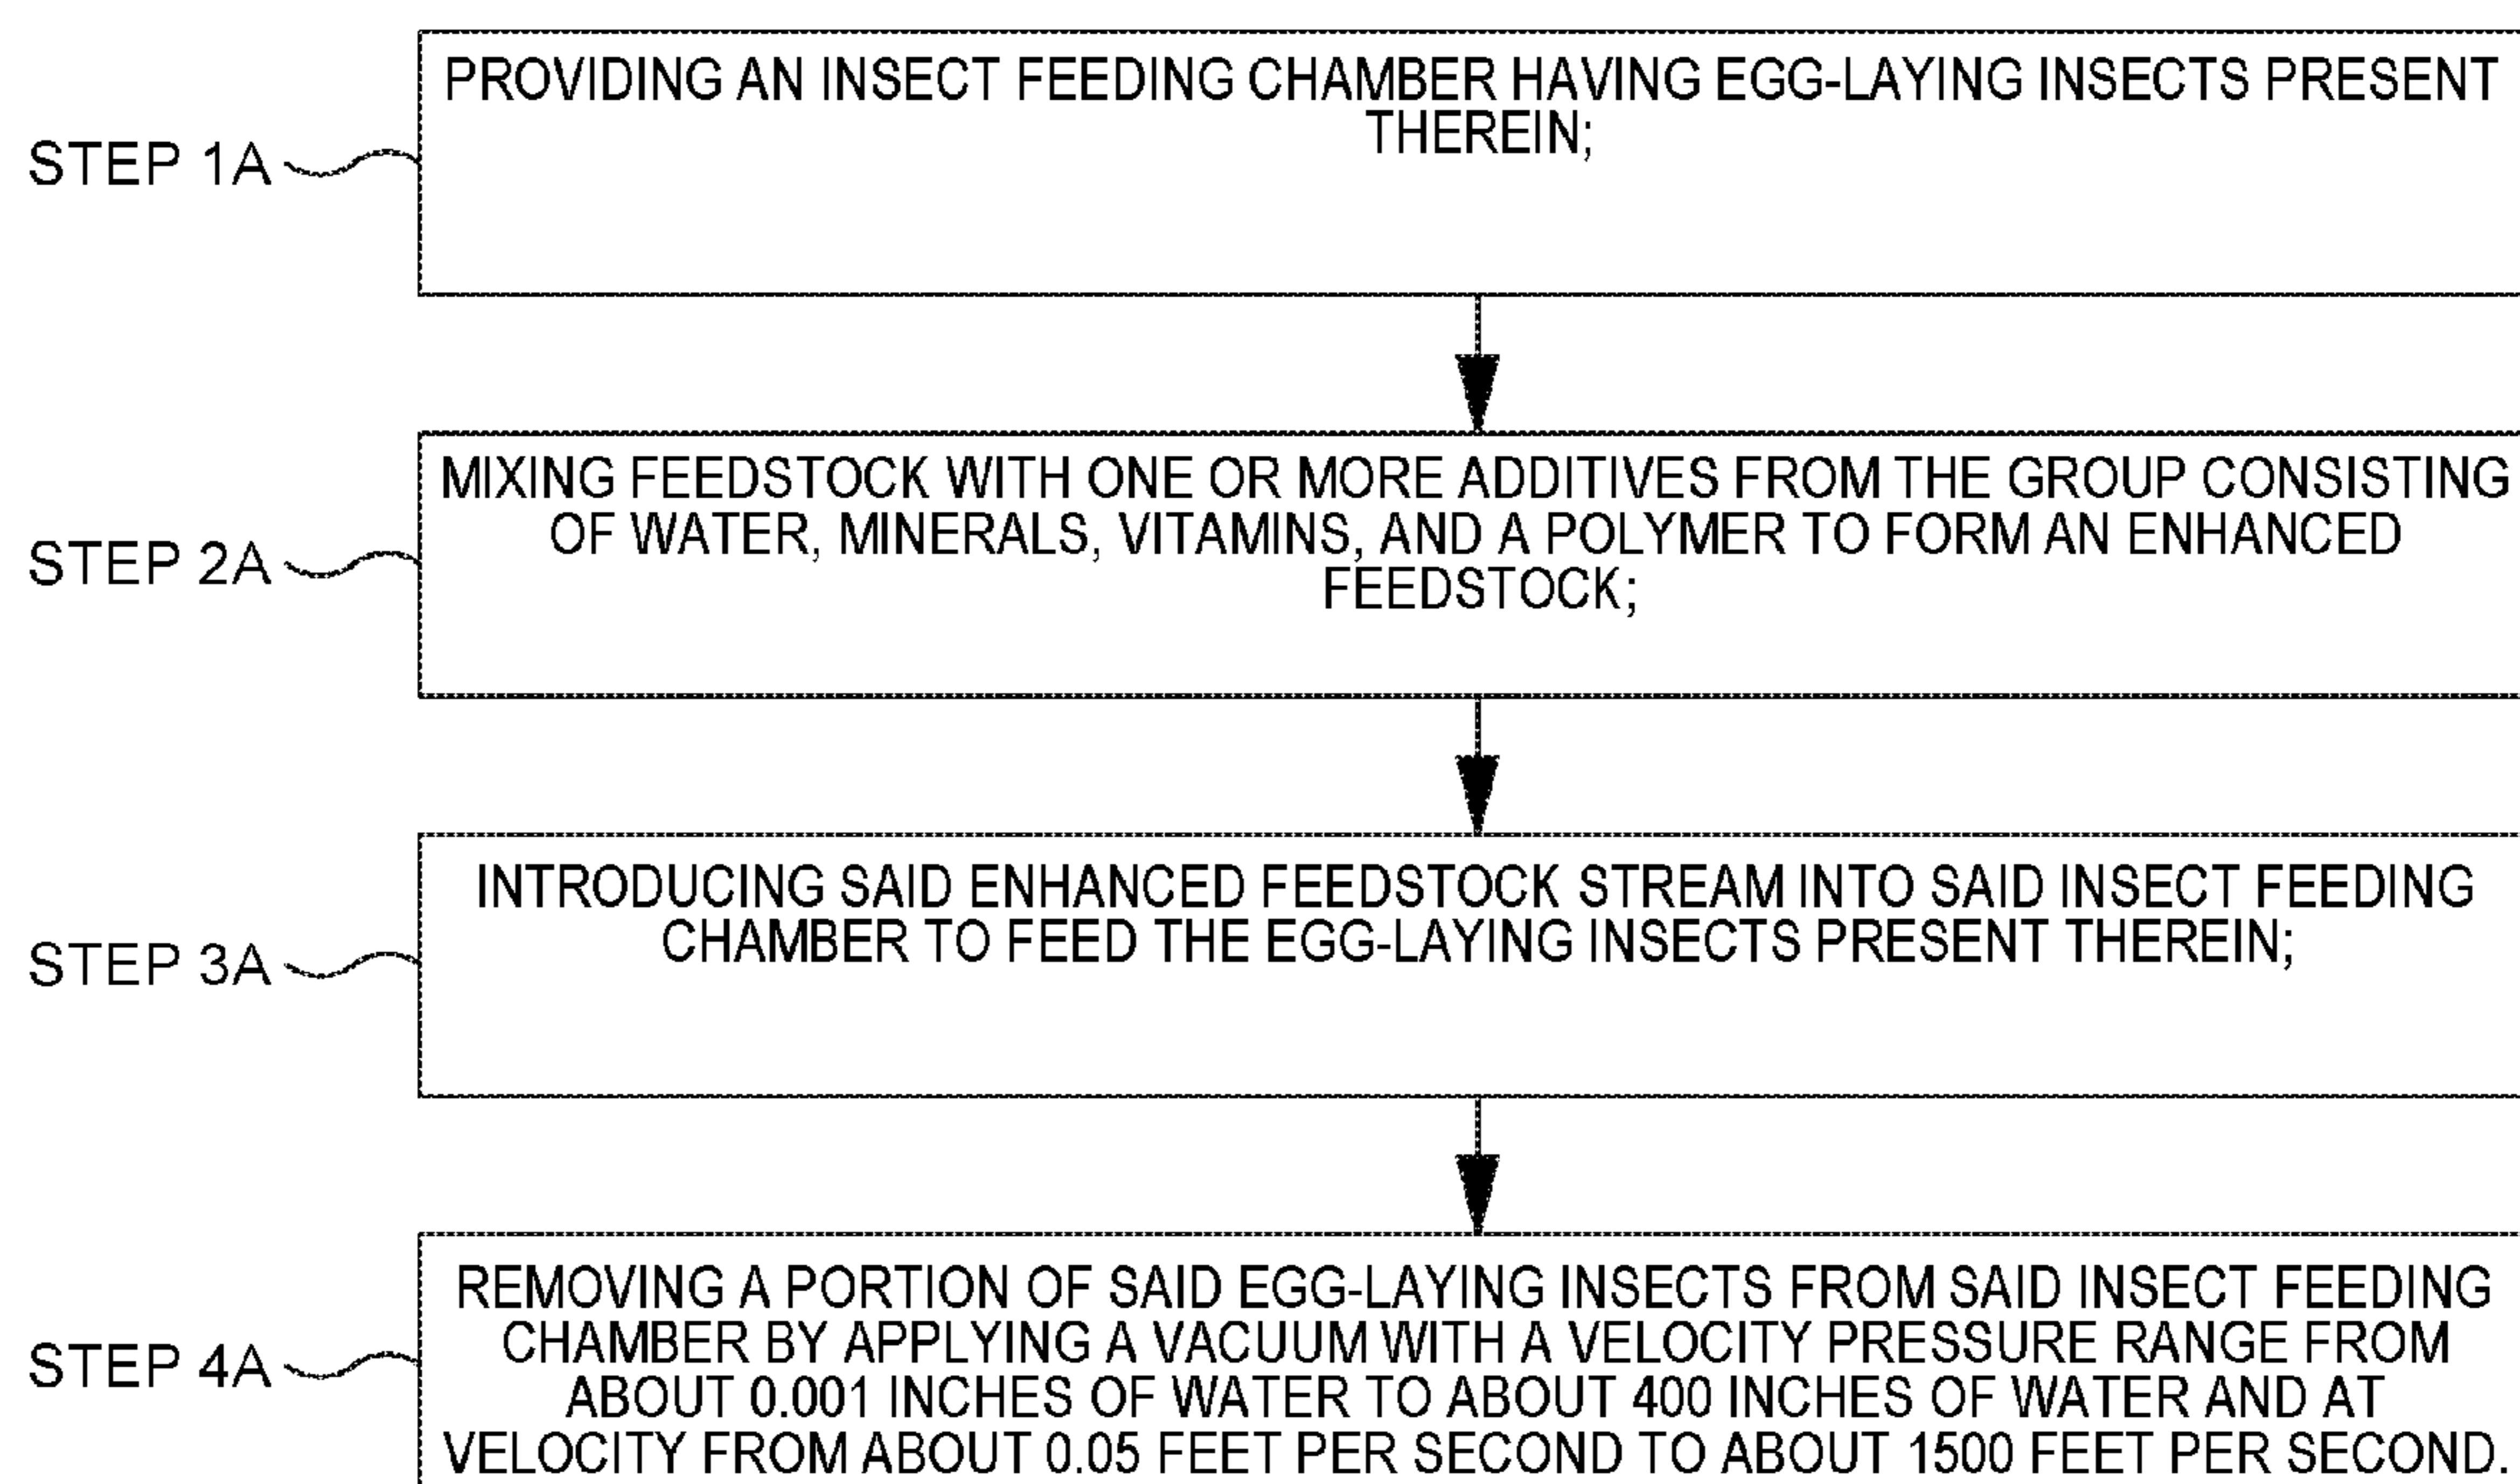 STEP 1A
PROVIDING AN INSECT FEEDING CHAMBER HAVING EGG-LAYING INSECTS PRESENT
THEREIN;
STEP 2A
MIXING FEEDSTOCK WITH ONE OR MORE ADDITIVES FROM THE GROUP CONSISTING
OF WATER, MINERALS, VITAMINS, AND A POLYMER TO FORM AN ENHANCED
FEEDSTOCK;
STEP 3A
INTRODUCING SAID ENHANCED FEEDSTOCK STREAM INTO SAID INSECT FEEDING
CHAMBER TO FEED THE EGG-LAYING INSECTS PRESENT THEREIN;
STEP 4A
REMOVING A PORTION OF SAID EGG-LAYING INSECTS FROM SAID INSECT FEEDING
CHAMBER BY APPLYING A VACUUM WITH A VELOCITY PRESSURE RANGE FROM
ABOUT 0.001 INCHES OF WATER TO ABOUT 400 INCHES OF WATER AND AT
VELOCITY FROM ABOUT 0.05 FEET PER SECOND TO ABOUT 1500 FEET PER SECOND.